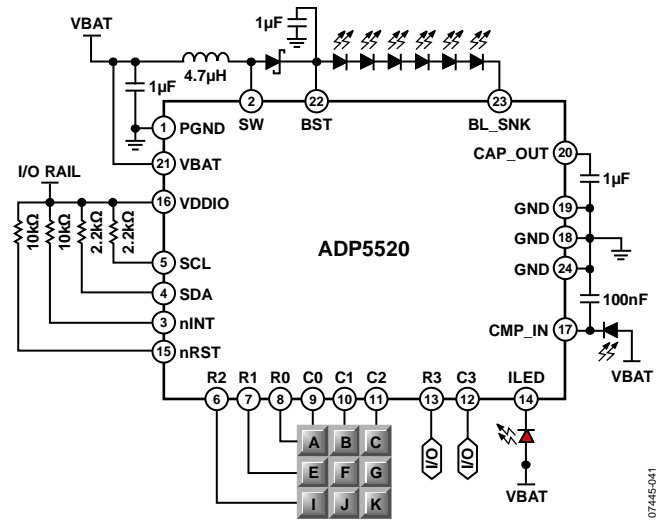 VBAT
1µF
4.7µH
1µF
2
22
23
SW
BST
BL_SNK
1
PGND
21
VBAT
CAP_OUT
20
1µF
I/O RAIL
16
VDDIO
GND
19
10kΩ
10kΩ
2.2kΩ
2.2kΩ
ADP5520
GND
18
5
SCL
GND
24
4
SDA
100nF
3
nINT
CMP_IN
17
15
nRST
VBAT
R2
R1
R0
C0
C1
C2
R3
C3
ILED
6
7
8
9
10
11
13
12
14
A
B
C
I/O
I/O
E
F
G
I
J
K
VBAT
07445-041